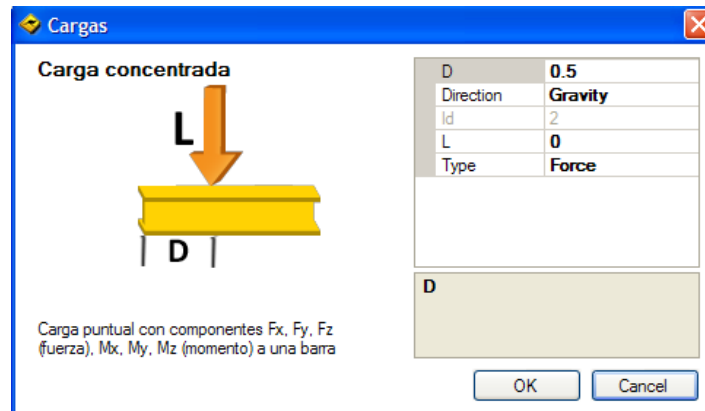 Cargas
Carga concentrada
L
D
Carga puntual con componentes Fx, Fy, Fz
(fuerza), Mx, My, Mz (momento) a una barra
D 0.5
Direction Gravity
Id 2
L 0
Type Force
D
OK Cancel